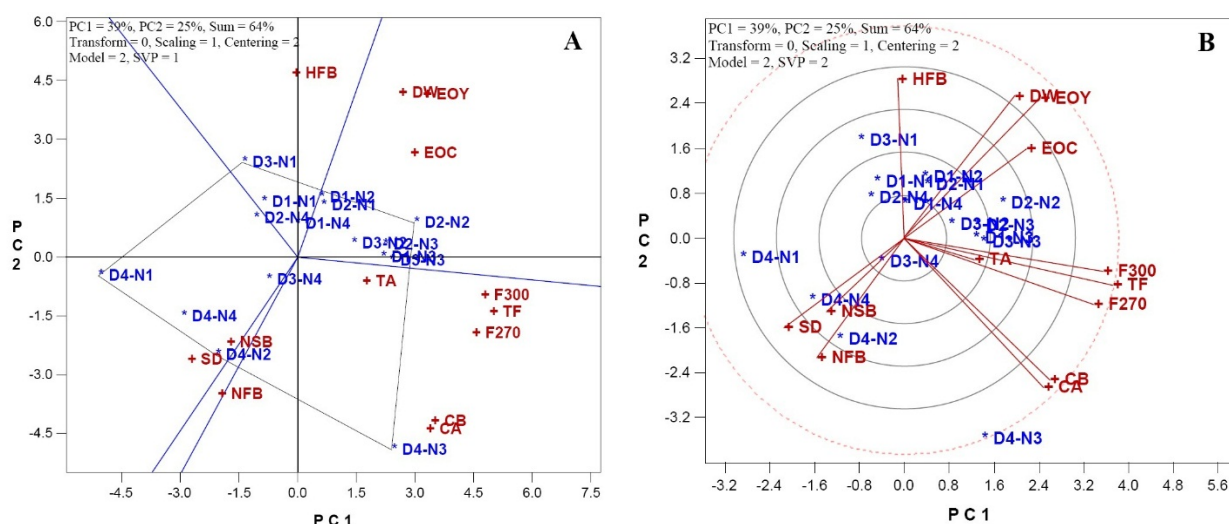 PC1 = 39%, PC2 = 25%, Sum = 64%
Transform = 0, Scaling = 1, Centering = 2
Model = 2, SVP = 1
A
6.0
4.5
3.0
1.5
0.0
-1.5
-3.0
-4.5
PC2
HFB
DW
EOY
EOC
D3-N1
D1-N1
D1-N2
D2-N1
D2-N4
D1-N4
D2-N2
D3-N2
D2-N3
D1-N3
D3-N3
D4-N1
D3-N4
TA
F300
TF
F270
D4-N4
NSB
D4-N2
SD
NFB
CB
CA
D4-N3
-4.5 -3.0 -1.5 0.0 1.5 3.0 4.5 6.0 7.5
PC1
PC1 = 39%, PC2 = 25%, Sum = 64%
Transform = 0, Scaling = 1, Centering = 2
Model = 2, SVP = 2
B
3.2
2.4
1.6
0.8
0.0
-0.8
-1.6
-2.4
-3.2
PC2
HFB
DW
EOY
EOC
D3-N1
D1-N1
D1-N2
D2-N1
D2-N4
D1-N4
D2-N2
D3-N2
D2-N3
D1-N3
D3-N3
D4-N1
D3-N4
TA
F300
TF
F270
D4-N4
NSB
SD
D4-N2
NFB
CB
CA
D4-N3
-3.2 -2.4 -1.6 -0.8 0.0 0.8 1.6 2.4 3.2 4.0 4.8 5.6
PC1